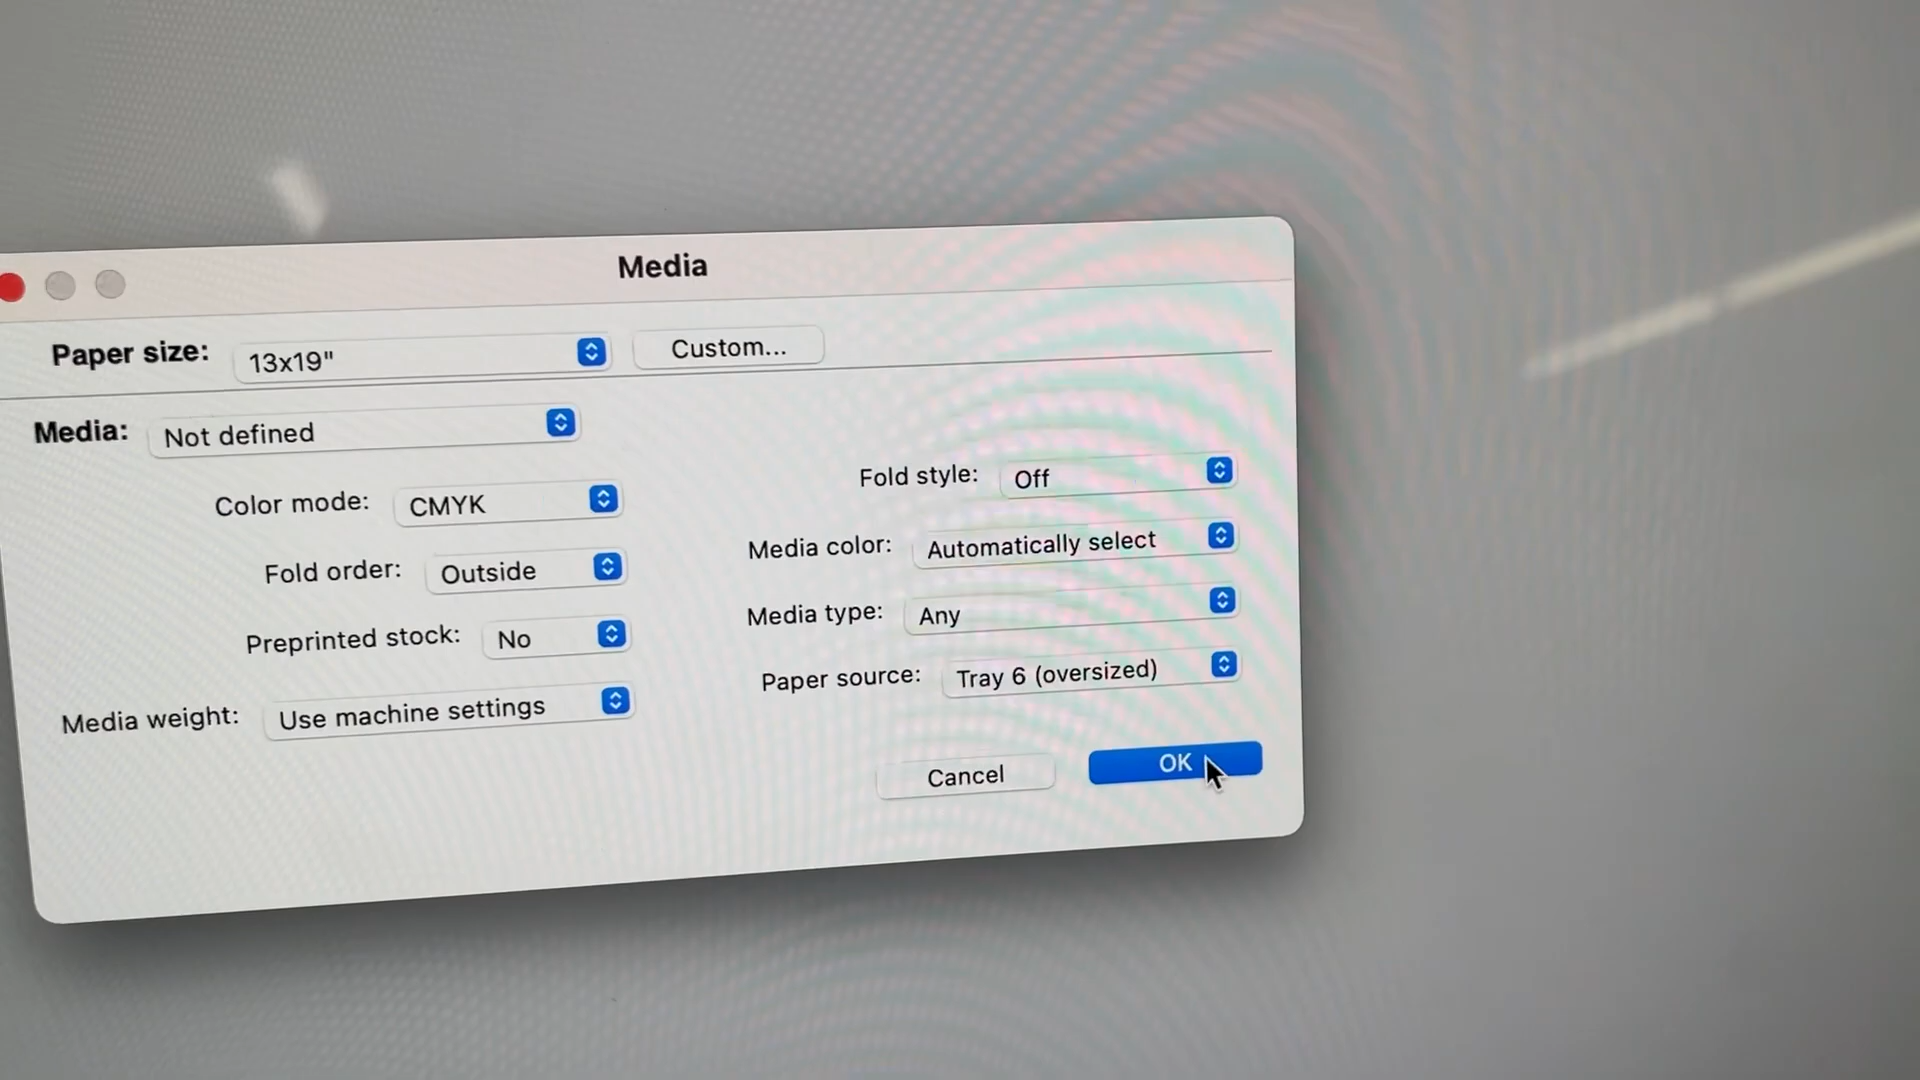 Media
Paper size: 13x19" Custom...
Media: Not defined
Color mode: CMYK
Fold order: Outside
Preprinted stock: No
Media weight: Use machine settings
Fold style: Off
Media color: Automatically select
Media type: Any
Paper source: Tray 6 (oversized)
Cancel OK